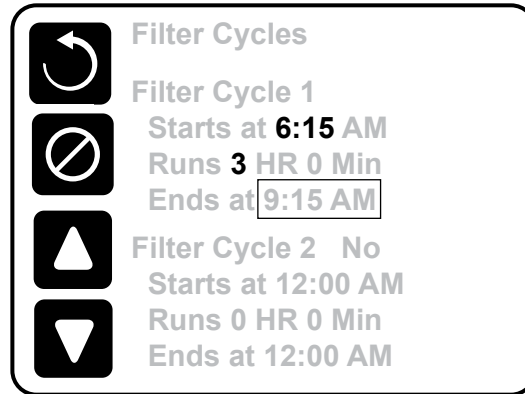 Filter Cycles
Filter Cycle 1
Starts at 6:15 AM
Runs 3 HR 0 Min
Ends at 9:15 AM
Filter Cycle 2 No
Starts at 12:00 AM
Runs 0 HR 0 Min
Ends at 12:00 AM